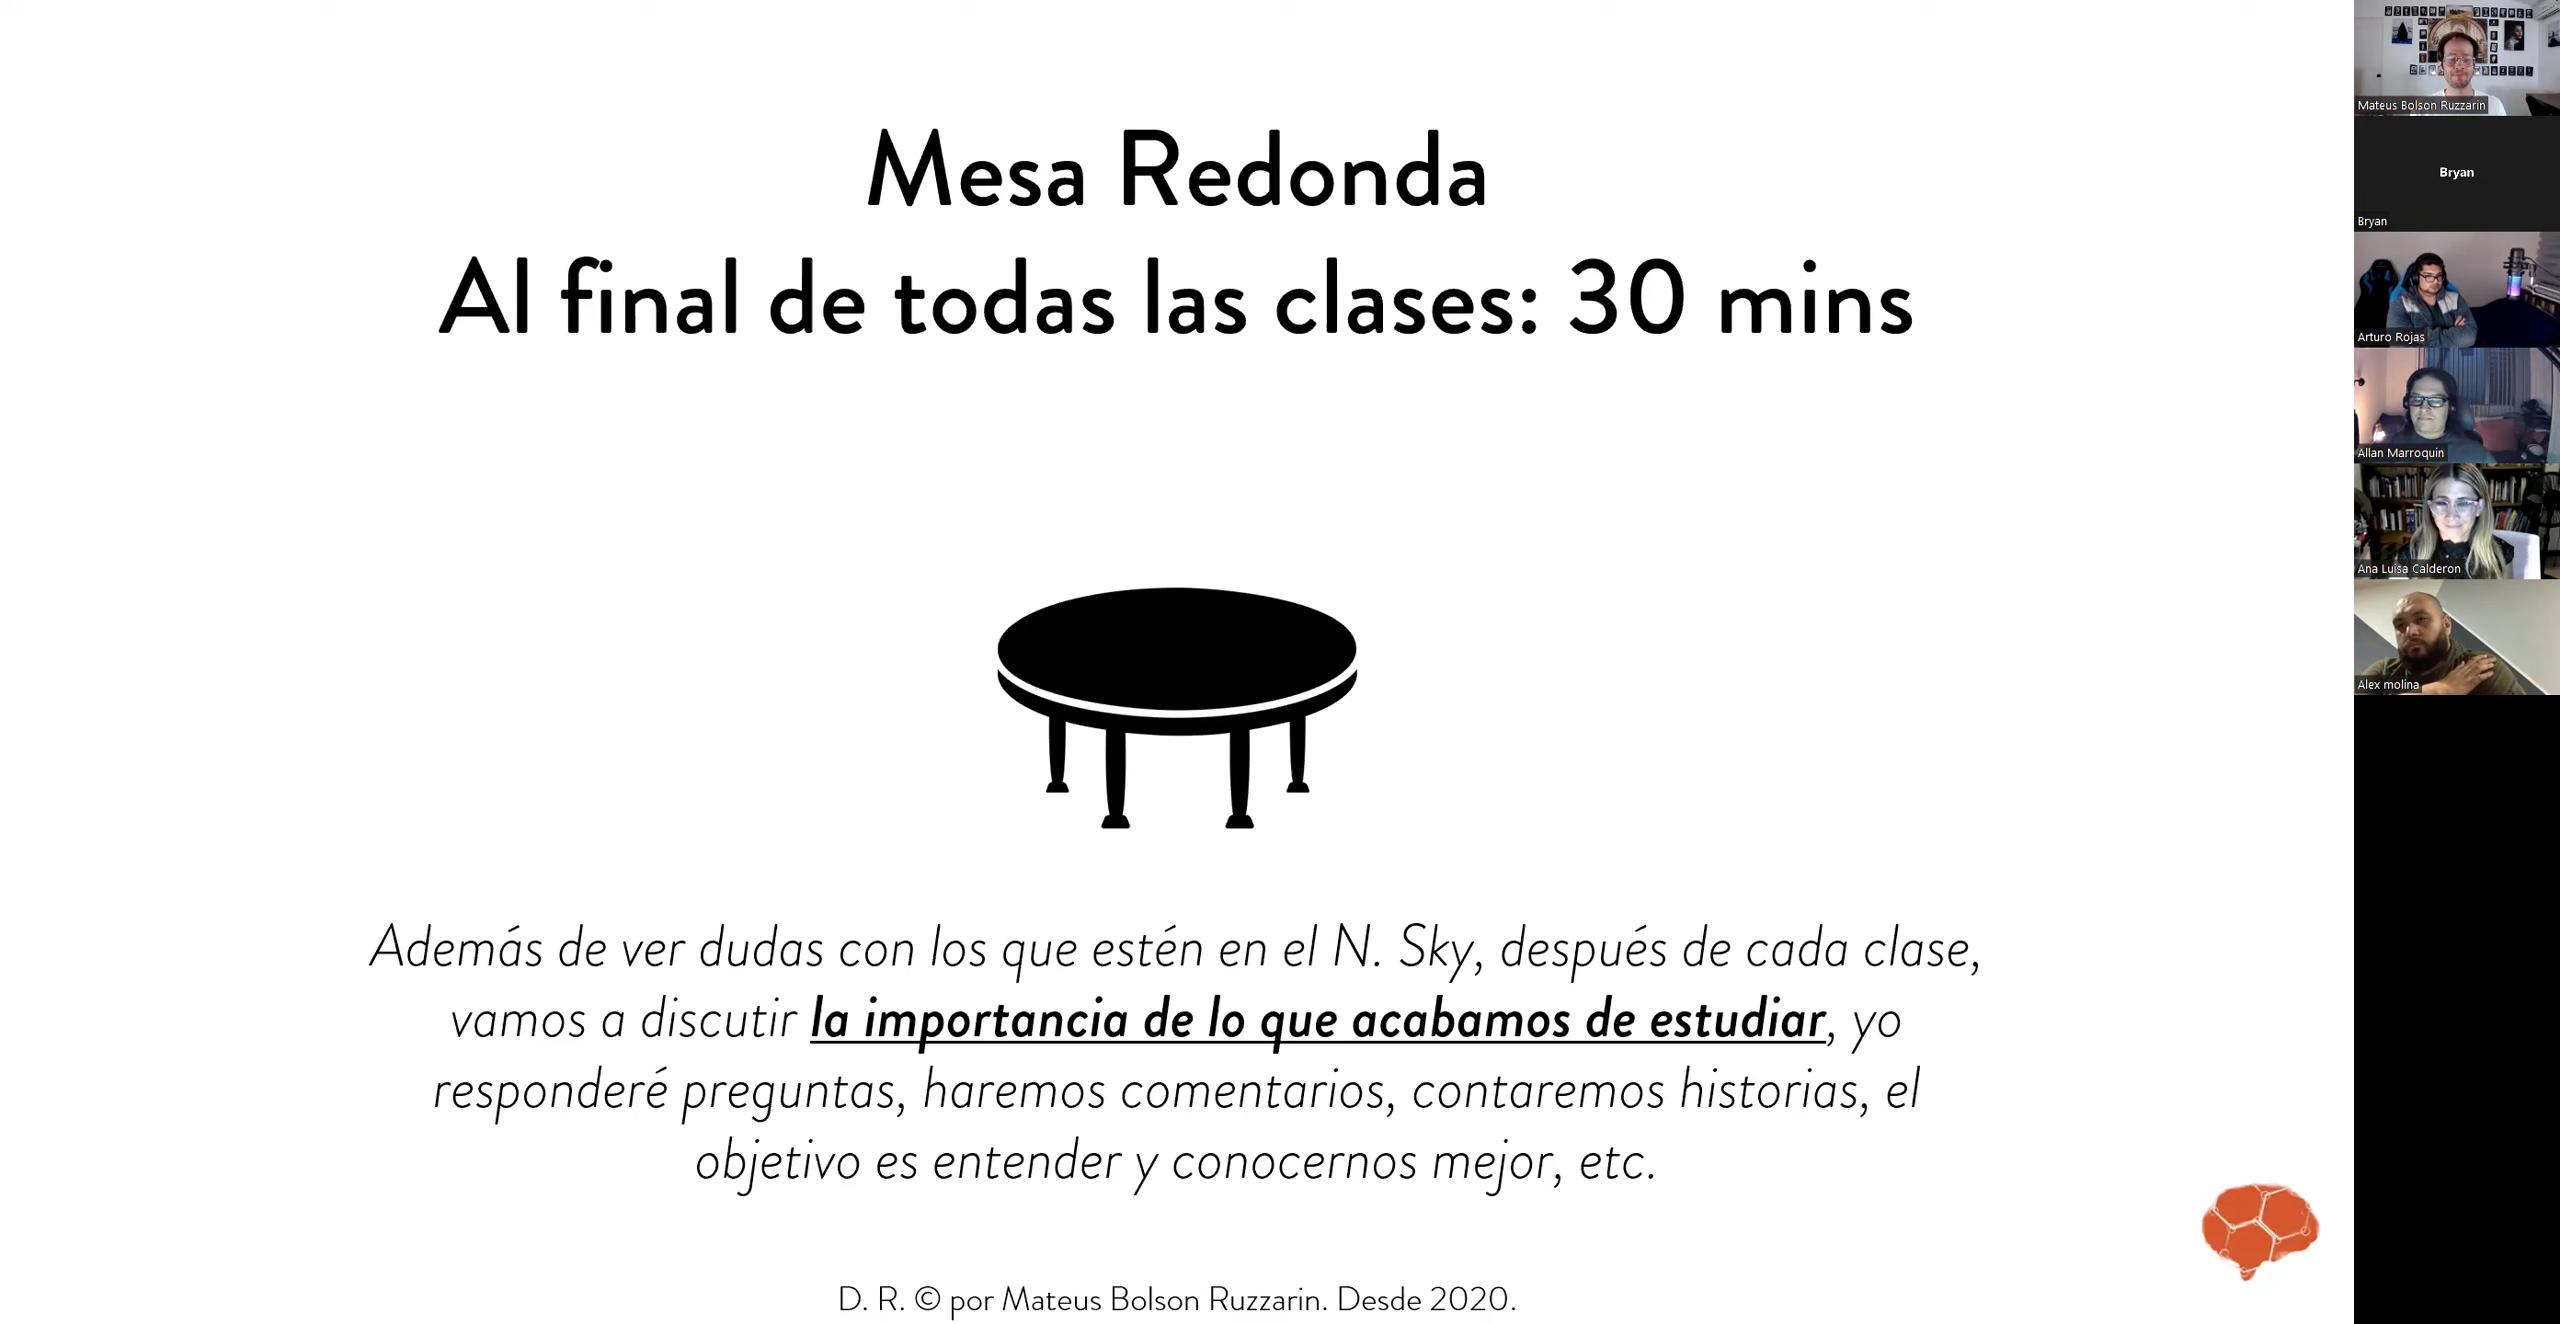 Mesa Redonda
Al final de todas las clases: 30 mins
Además de ver dudas con los que estén en el N. Sky, después de cada clase,
vamos a discutir la importancia de lo que acabamos de estudiar, yo
responderé preguntas, haremos comentarios, contaremos historias, el
objetivo es entender y conocernos mejor, etc.
D. R. © por Mateus Bolson Ruzzarin. Desde 2020.
Mateus Bolson Ruzzarin
Bryan
Bryan
Arturo Rojas
Allan Marroquin
Ana Luisa Calderon
Alex molina